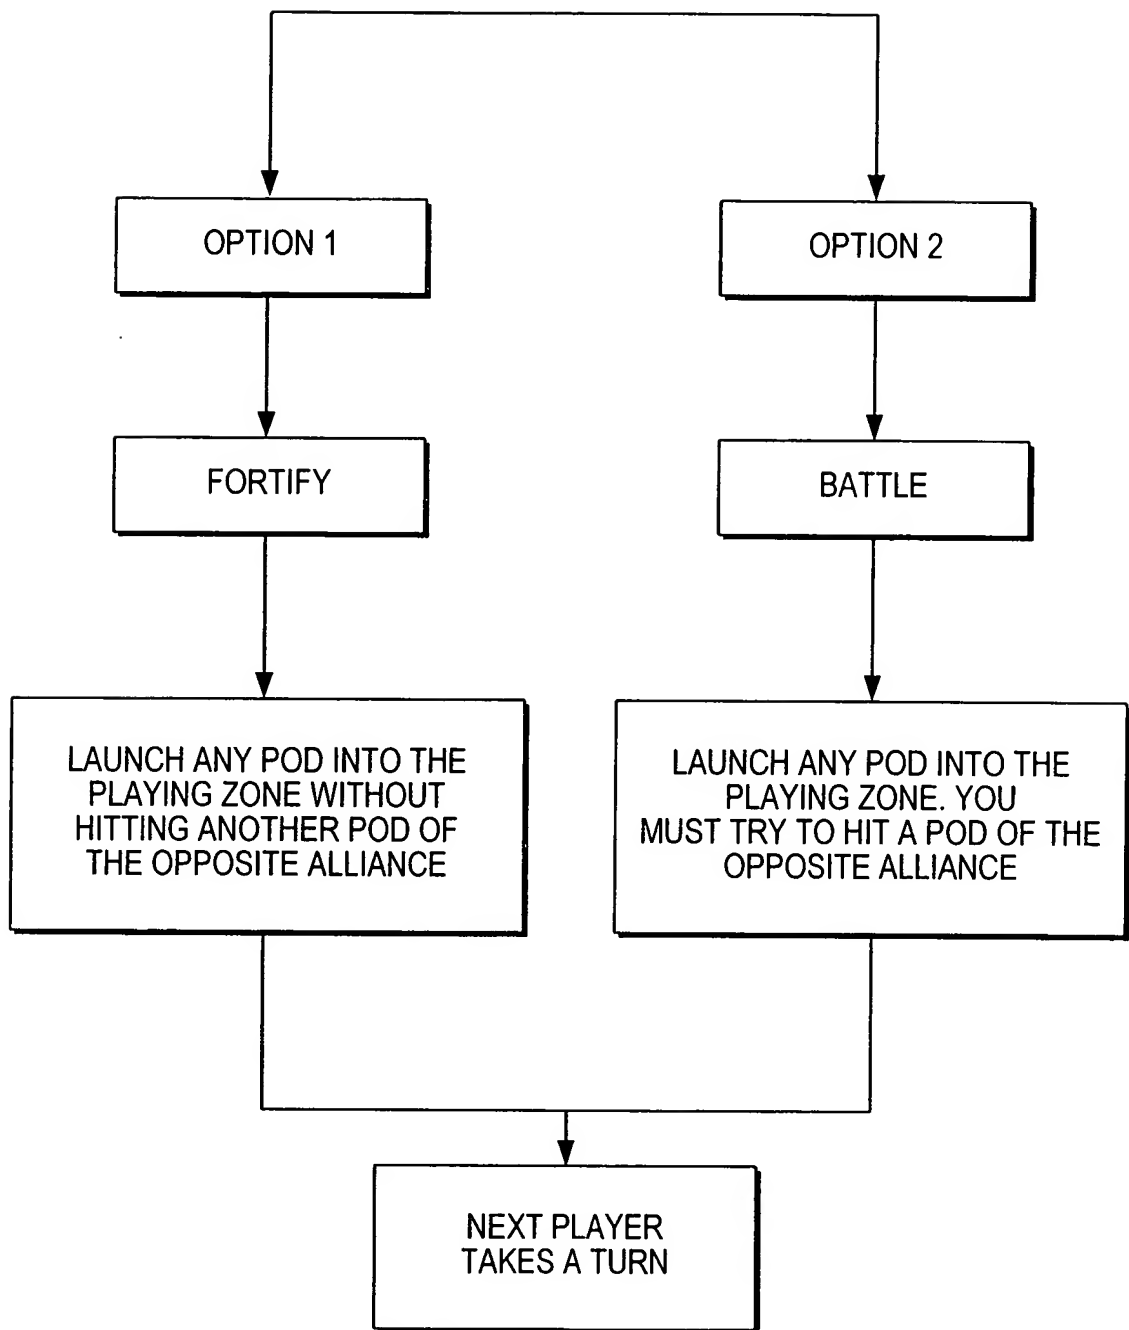 OPTION 1
OPTION 2
FORTIFY
BATTLE
LAUNCH ANY POD INTO THE
PLAYING ZONE WITHOUT
HITTING ANOTHER POD OF
THE OPPOSITE ALLIANCE
LAUNCH ANY POD INTO THE
PLAYING ZONE. YOU
MUST TRY TO HIT A POD OF THE
OPPOSITE ALLIANCE
NEXT PLAYER
TAKES A TURN